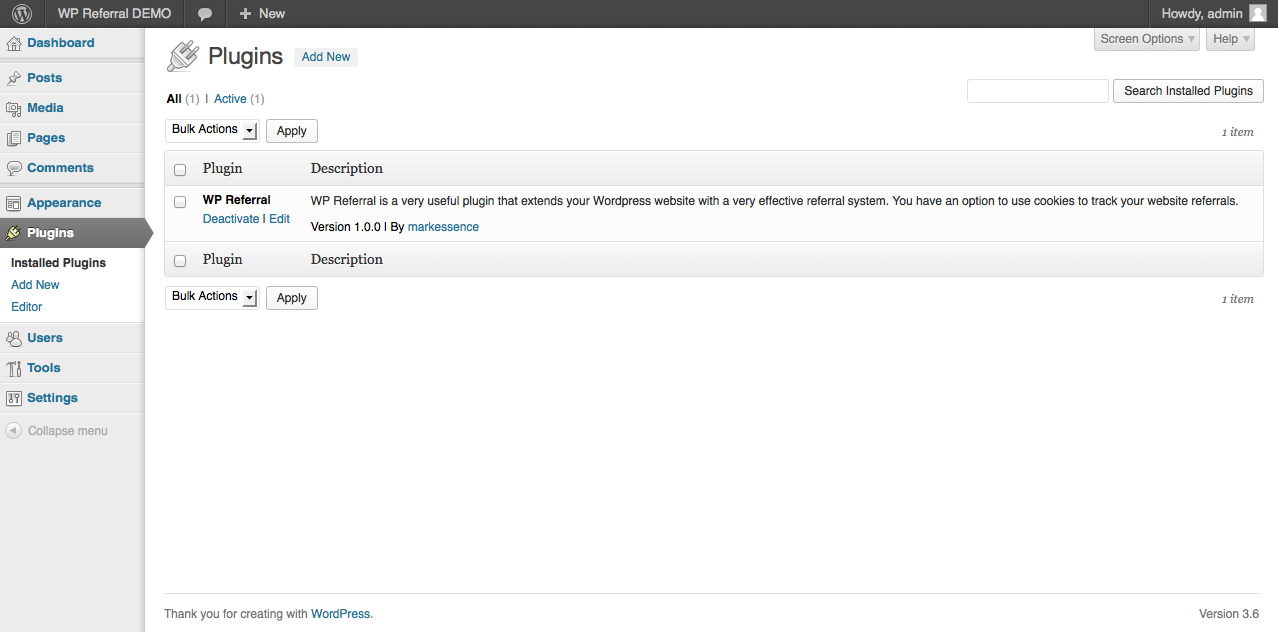 WP Referral DEMO + New Howdy, admin
Screen Options Help
Dashboard
Posts
Media
Pages
Comments
Appearance
Plugins
Installed Plugins
Add New
Editor
Users
Tools
Settings
Collapse menu
Plugins Add New
All (1) | Active (1)
Search Installed Plugins
Bulk Actions Apply
1 item
Plugin Description
WP Referral WP Referral is a very useful plugin that extends your Wordpress website with a very effective referral system. You have an option to use cookies to track your website referrals.
Deactivate | Edit
Version 1.0.0 | By markessence
Plugin Description
Bulk Actions Apply
1 item
Thank you for creating with WordPress. Version 3.6